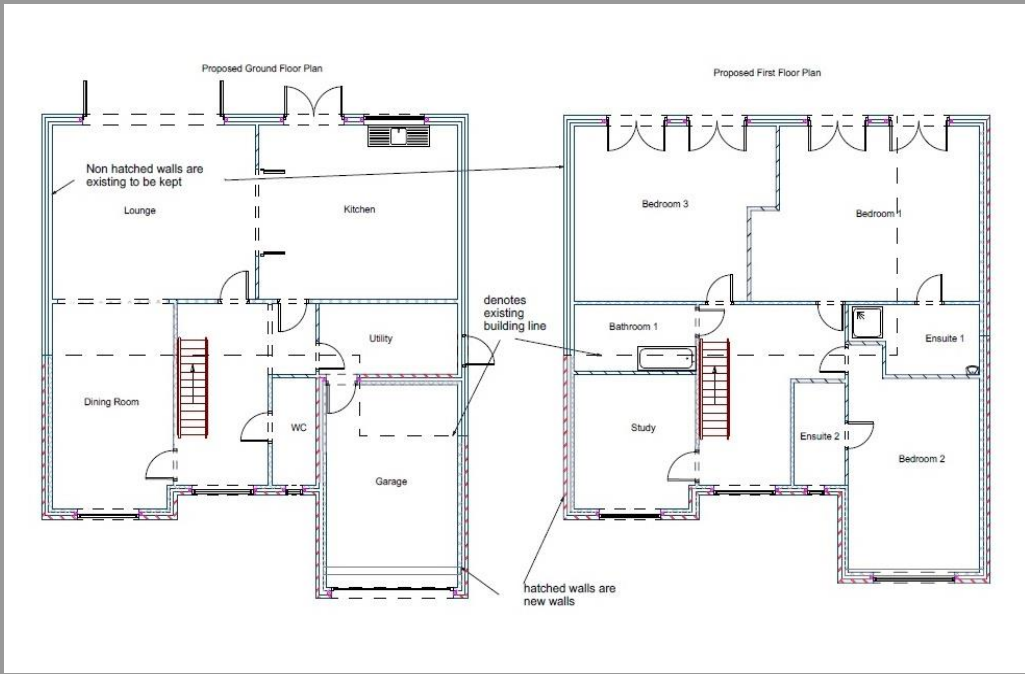 Proposed Ground Floor Plan
Proposed First Floor Plan
Non hatched walls are
existing to be kept
Lounge
Kitchen
Bedroom 3
Bedroom 1
denotes
existing
building line
Utility
Bathroom 1
Ensuite 1
Dining Room
WC
Study
Ensuite 2
Bedroom 2
Garage
hatched walls are
new walls